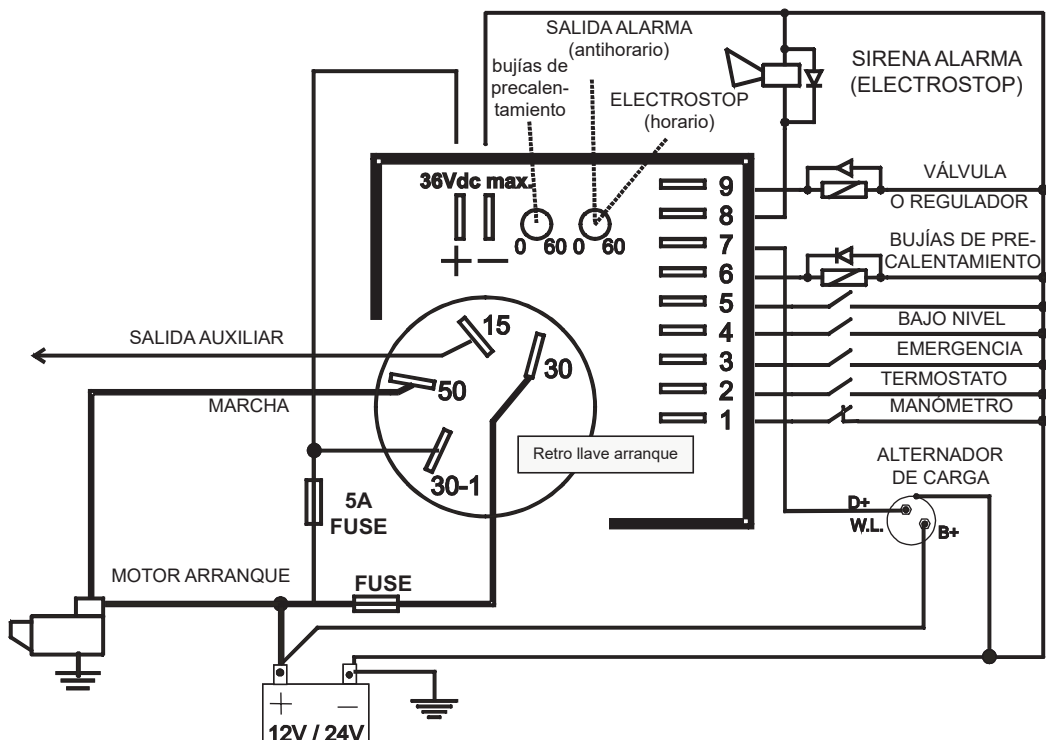 SALIDA ALARMA
(antihorario)
bujías de
precalen-
tamiento
ELECTROSTOP
(horario)
SIRENA ALARMA
(ELECTROSTOP)
36Vdc max.
0 60
0 60
+ −
9
8
7
6
5
4
3
2
1
VÁLVULA
O REGULADOR
BUJÍAS DE PRE-
CALENTAMIENTO
BAJO NIVEL
EMERGENCIA
TERMOSTATO
MANÓMETRO
SALIDA AUXILIAR
15
30
50
30-1
MARCHA
Retro llave arranque
ALTERNADOR
DE CARGA
D+
W.L.
B+
5A
FUSE
MOTOR ARRANQUE
FUSE
+ −
12V / 24V